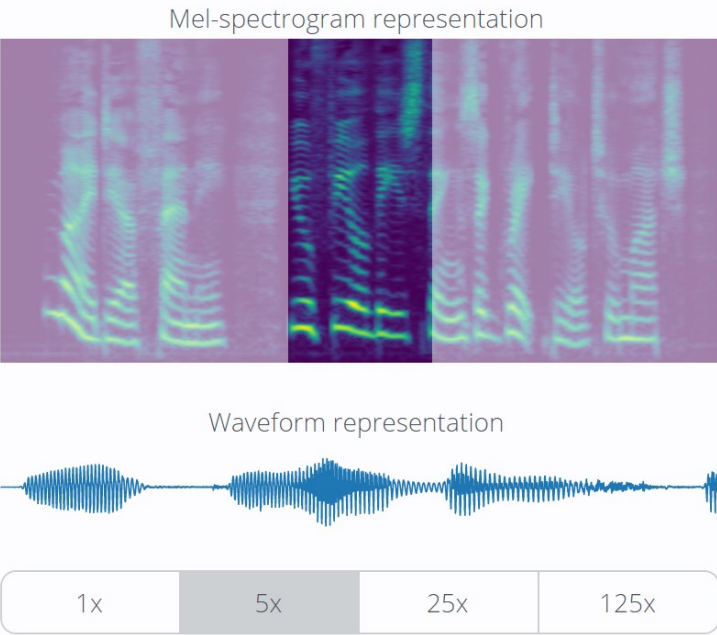 Mel-spectrogram representation
Waveform representation
1x
5x
25x
125x